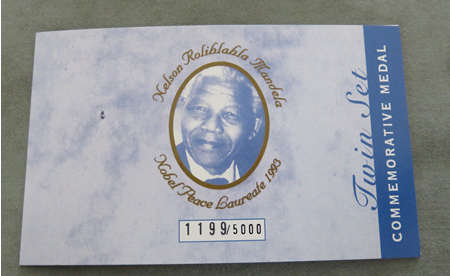 Nelson Rolihlahla Mandela
Nobel Peace Laureate 1993
1199/5000
Twin Set
COMMEMORATIVE MEDAL